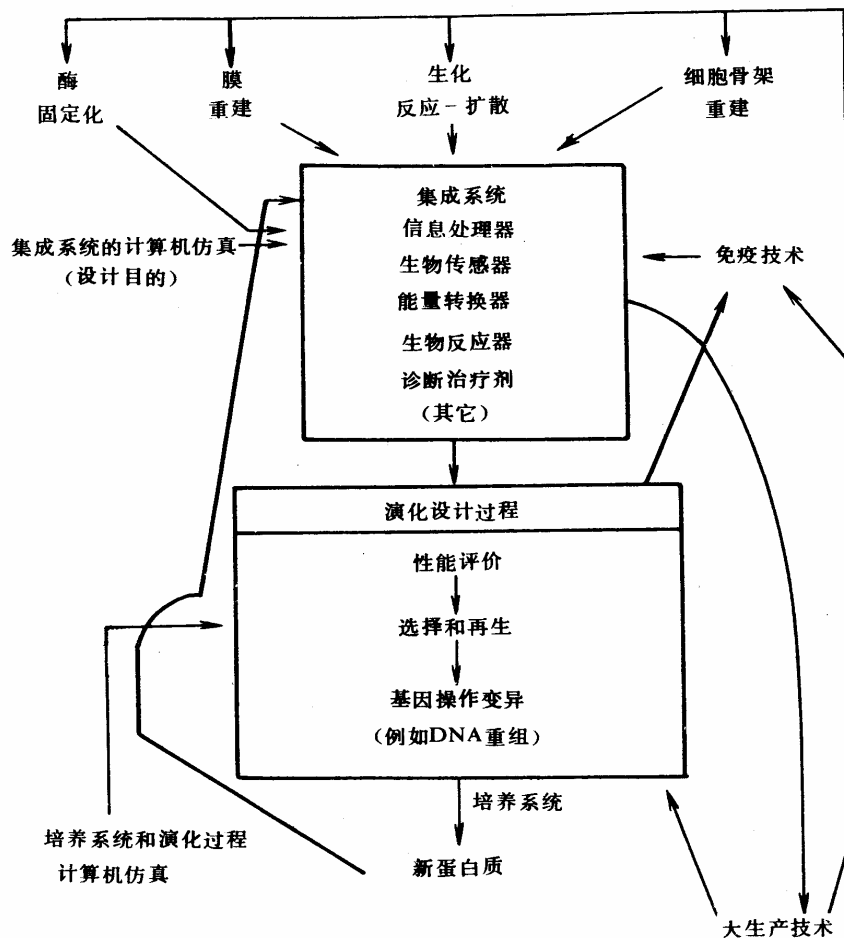 酶
固定化
膜
重建
生化
反应-扩散
细胞骨架
重建
集成系统
信息处理器
生物传感器
能量转换器
生物反应器
诊断治疗剂
(其它)
集成系统的计算机仿真
(设计目的)
免疫技术
演化设计过程
性能评价
选择和再生
基因操作变异
(例如DNA重组)
培养系统
新蛋白质
培养系统和演化过程
计算机仿真
大生产技术